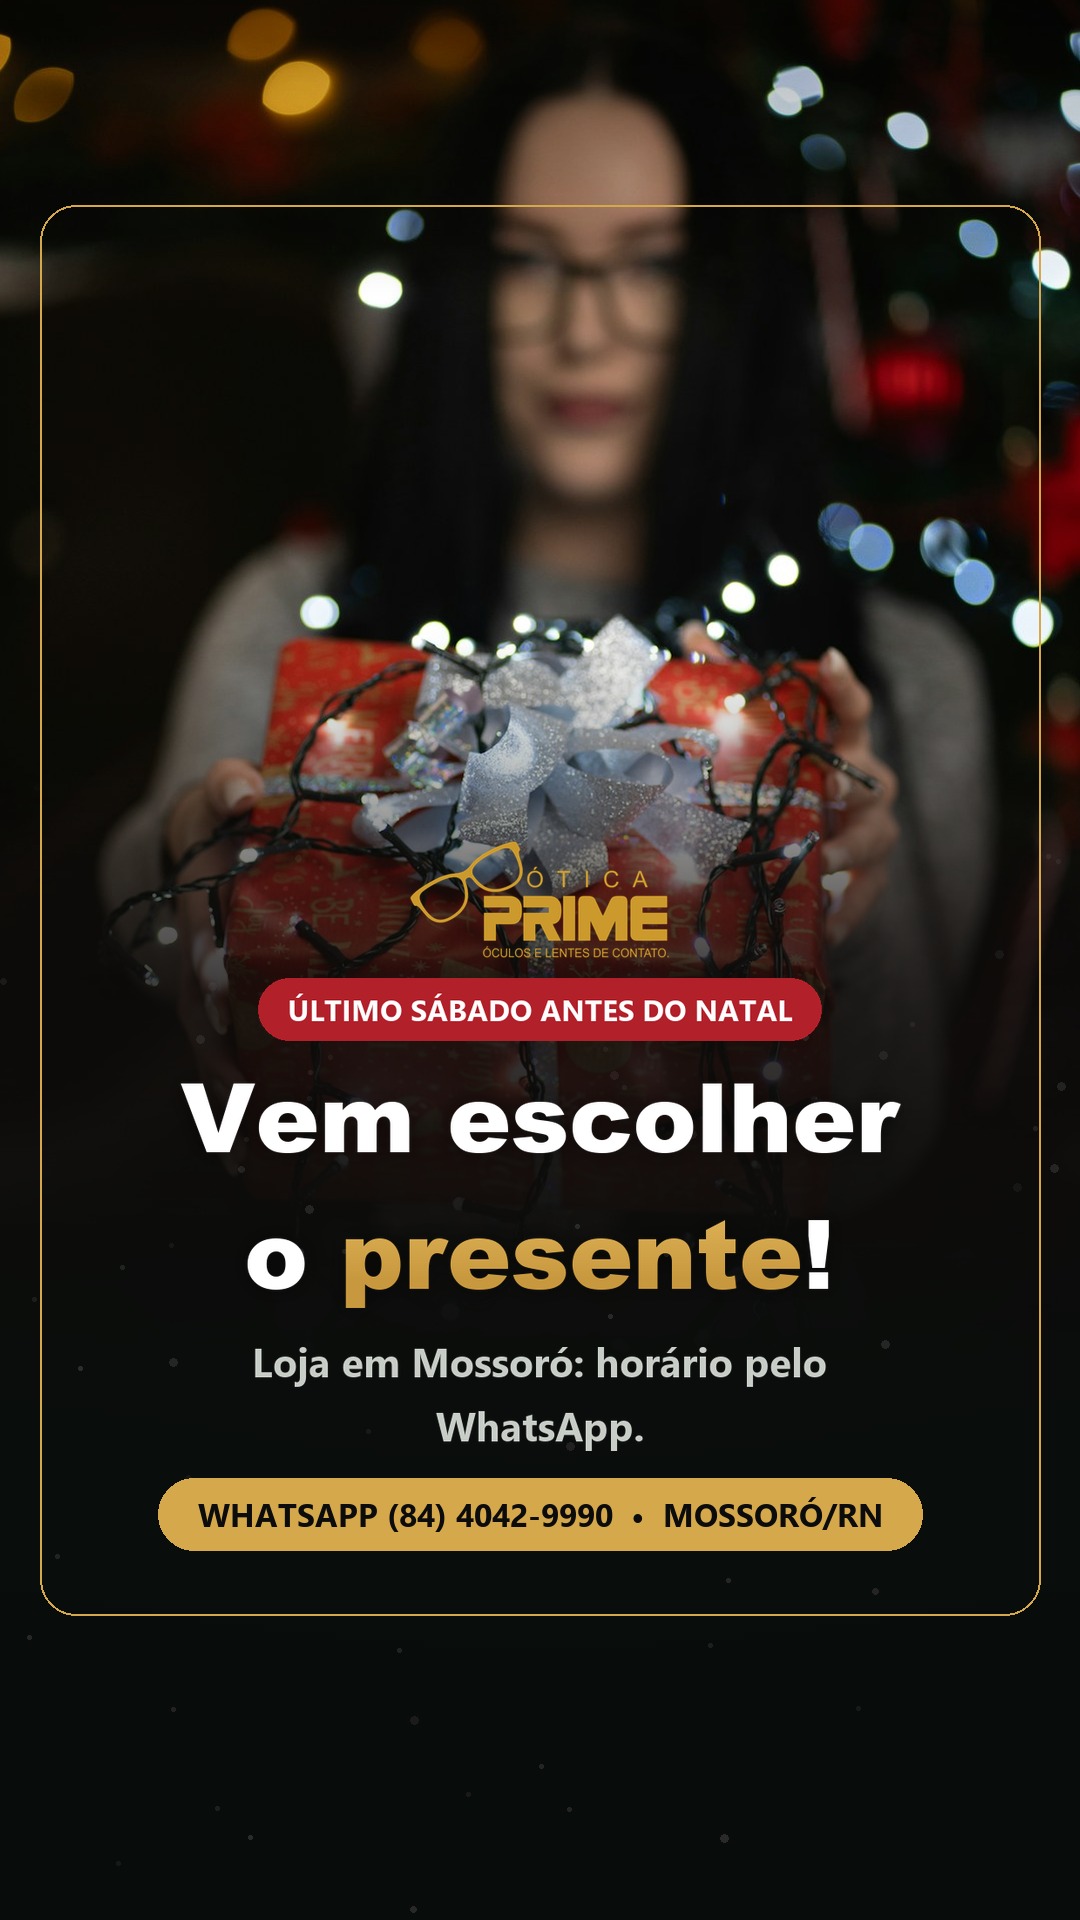 ÓTICA
PRIME
ÓCULOS E LENTES DE CONTATO.
ÚLTIMO SÁBADO ANTES DO NATAL
Vem escolher
o presente!
Loja em Mossoró: horário pelo
WhatsApp.
WHATSAPP (84) 4042-9990 • MOSSORÓ/RN